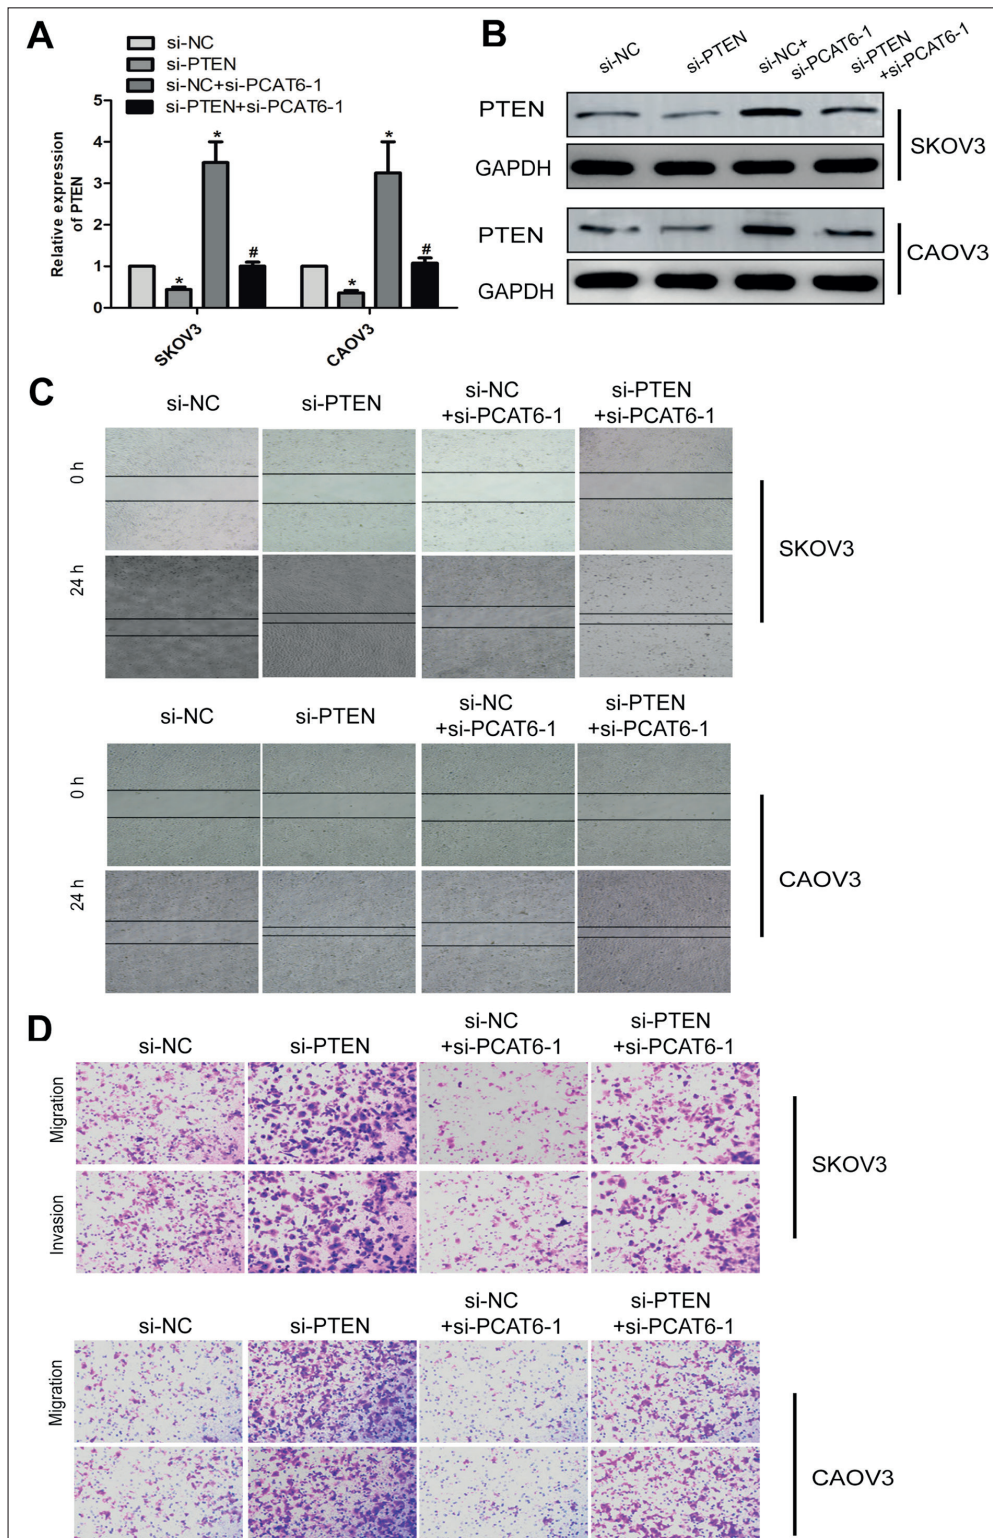 A
si-NC
si-PTEN
si-NC+si-PCAT6-1
si-PTEN+si-PCAT6-1
Relative expression
of PTEN
5
4
3
2
1
0
*
*
#
*
*
#
SKOV3
CAOV3
B
si-NC
si-PTEN
si-NC+
si-PCAT6-1
si-PTEN
+si-PCAT6-1
PTEN
GAPDH
SKOV3
PTEN
GAPDH
CAOV3
C
si-NC
si-PTEN
si-NC
+si-PCAT6-1
si-PTEN
+si-PCAT6-1
0 h
24 h
SKOV3
si-NC
si-PTEN
si-NC
+si-PCAT6-1
si-PTEN
+si-PCAT6-1
0 h
24 h
CAOV3
D
si-NC
si-PTEN
si-NC
+si-PCAT6-1
si-PTEN
+si-PCAT6-1
Migration
Invasion
SKOV3
si-NC
si-PTEN
si-NC
+si-PCAT6-1
si-PTEN
+si-PCAT6-1
Migration
CAOV3